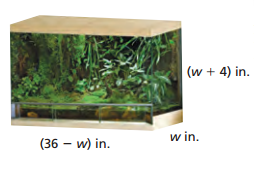 (w + 4) in.
w in.
(36 − w) in.